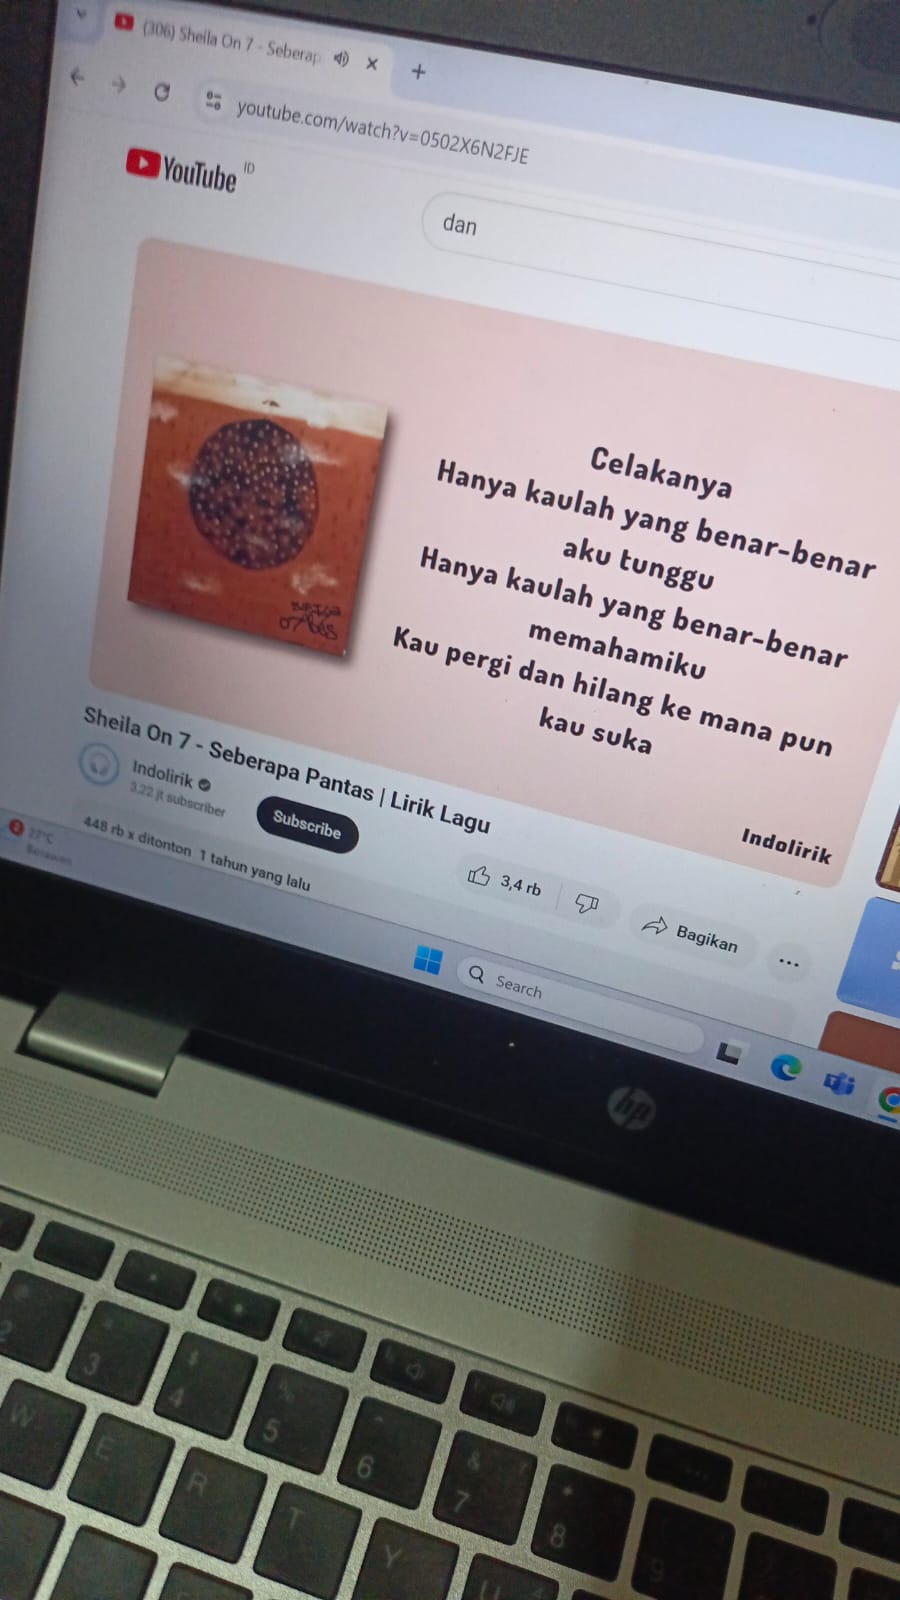 (306) Sheila On 7 - Seberap
youtube.com/watch?v=0502X6N2FJE
YouTube ID
dan
Celakanya
Hanya kaulah yang benar-benar
aku tunggu
Hanya kaulah yang benar-benar
memahamiku
Kau pergi dan hilang ke mana pun
kau suka
Indolirik
Sheila On 7 - Seberapa Pantas | Lirik Lagu
Indolirik
3,22 jt subscriber
Subscribe
3,4 rb
Bagikan
448 rb x ditonton 1 tahun yang lalu
27°C
Berawan
Search
hp
2 3 4 5 6 7 8 9
W E R T Y U